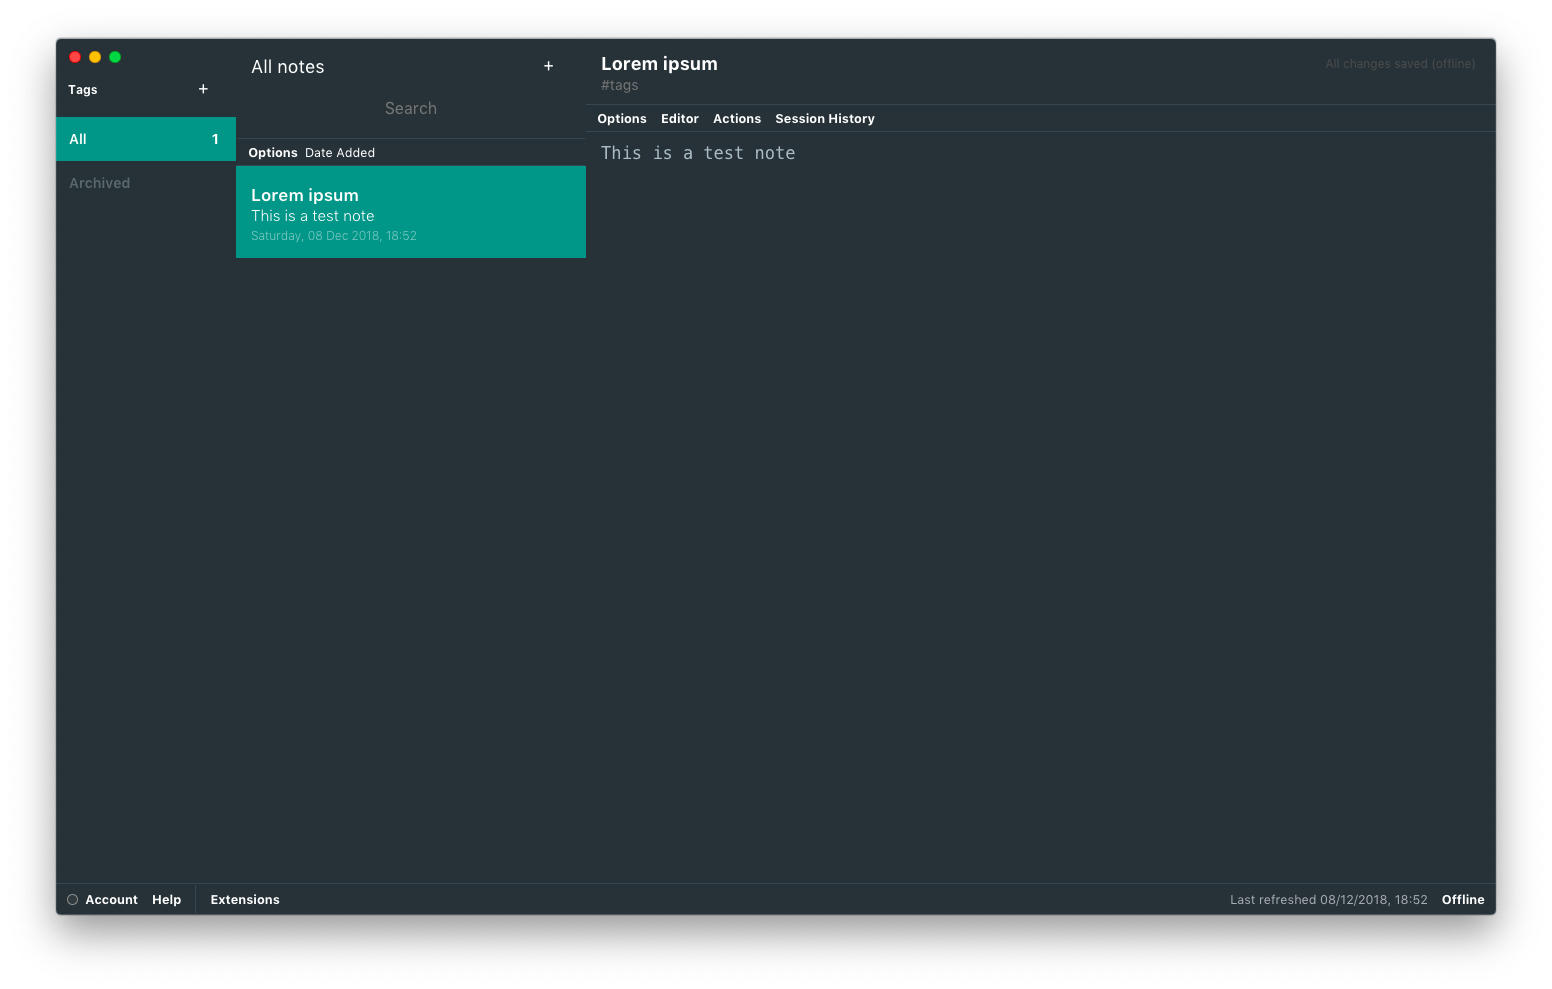 Tags +
All 1
Archived
All notes +
Search
Options Date Added
Lorem ipsum
This is a test note
Saturday, 08 Dec 2018, 18:52
Lorem ipsum
All changes saved (offline)
#tags
Options Editor Actions Session History
This is a test note
Account Help Extensions
Last refreshed 08/12/2018, 18:52 Offline